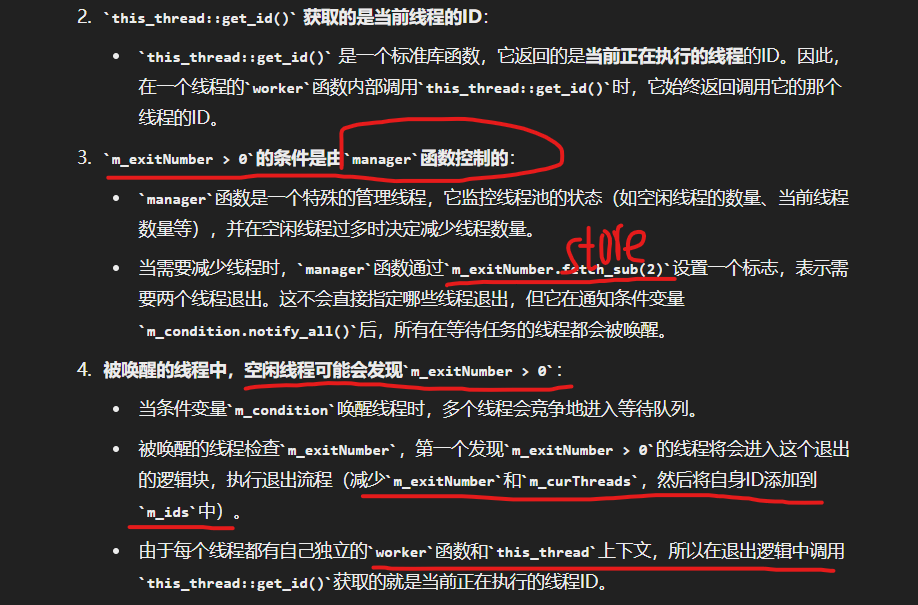 2. `this_thread::get_id()` 获取的是当前线程的ID：
• `this_thread::get_id()` 是一个标准库函数，它返回的是当前正在执行的线程的ID。因此，
在一个线程的`worker`函数内部调用`this_thread::get_id()`时，它始终返回调用它的那个
线程的ID。
3. `m_exitNumber > 0`的条件是由`manager`函数控制的：
• `manager`函数是一个特殊的管理线程，它监控线程池的状态（如空闲线程的数量、当前线程
数量等），并在空闲线程过多时决定减少线程数量。
store
• 当需要减少线程时，`manager`函数通过`m_exitNumber.fetch_sub(2)`设置一个标志，表示需
要两个线程退出。这不会直接指定哪些线程退出，但它在通知条件变量
`m_condition.notify_all()`后，所有在等待任务的线程都会被唤醒。
4. 被唤醒的线程中，空闲线程可能会发现`m_exitNumber > 0`：
• 当条件变量`m_condition`唤醒线程时，多个线程会竞争地进入等待队列。
• 被唤醒的线程检查`m_exitNumber`，第一个发现`m_exitNumber > 0`的线程将会进入这个退出
的逻辑块，执行退出流程（减少`m_exitNumber`和`m_curThreads`，然后将自身ID添加到
`m_ids`中）。
• 由于每个线程都有自己独立的`worker`函数和`this_thread`上下文，所以在退出逻辑中调用
`this_thread::get_id()`获取的就是当前正在执行的线程ID。